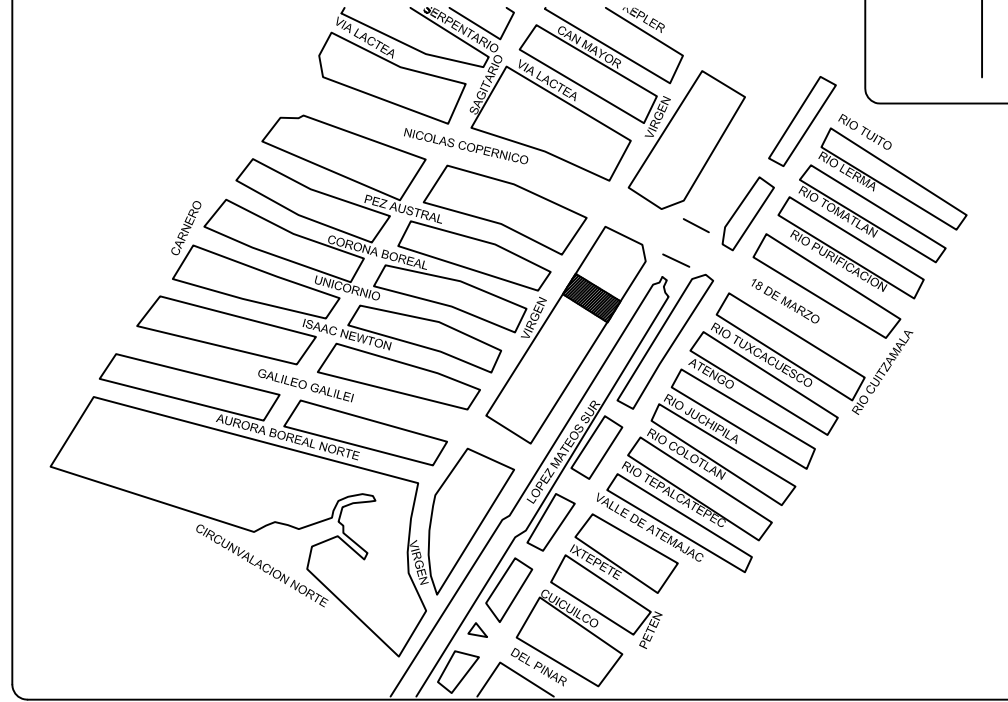 KEPLER
SERPENTARIO
VIA LACTEA
CAN MAYOR
SAGITARIO
VIA LACTEA
VIRGEN
NICOLAS COPERNICO
RIO TUITO
RIO LERMA
RIO TOMATLAN
RIO PURIFICACION
CARNERO
PEZ AUSTRAL
CORONA BOREAL
UNICORNIO
ISAAC NEWTON
VIRGEN
18 DE MARZO
RIO TUXCACUESCO
RIO CUITZAMALA
ATENGO
GALILEO GALILEI
AURORA BOREAL NORTE
RIO JUCHIPILA
LOPEZ MATEOS SUR
RIO COLOTLAN
RIO TEPALCATEPEC
VALLE DE ATEMAJAC
CIRCUNVALACION NORTE
VIRGEN
IXTEPETE
CUICUILCO
PETEN
DEL PINAR